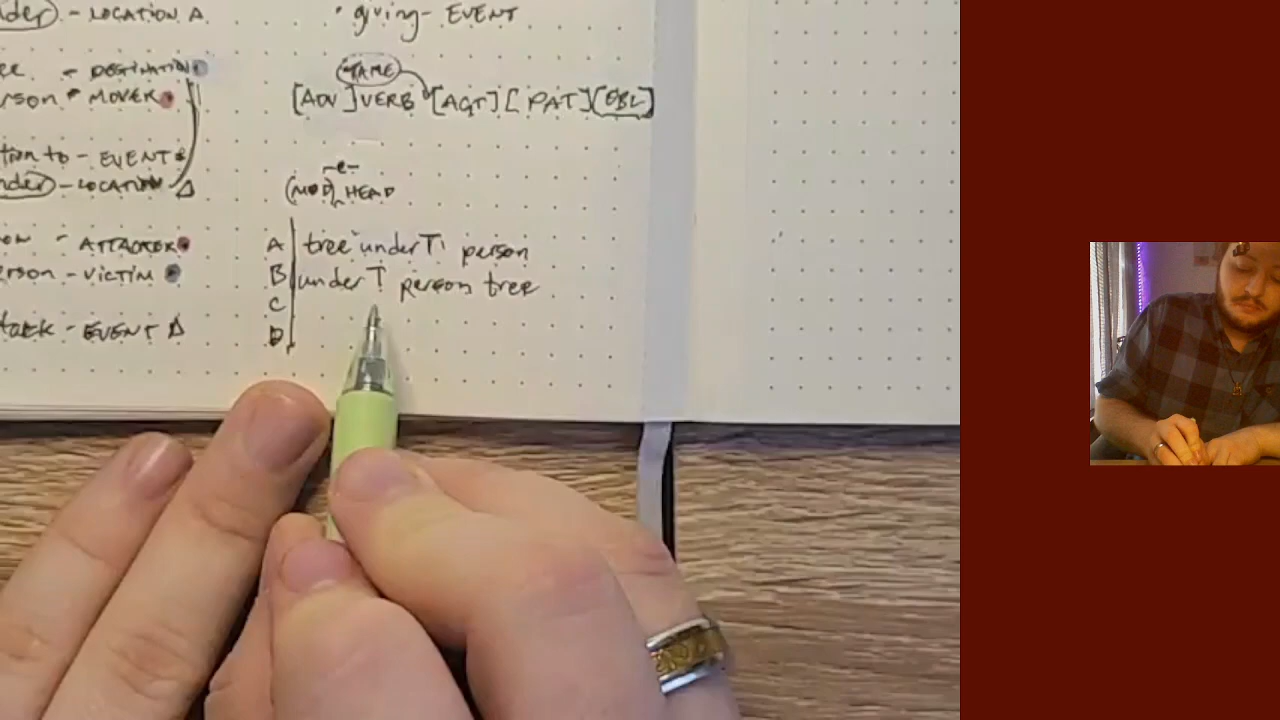 - LOCATION A
• giving - EVENT
- DESTINATION
TAME
MOVER
[ADV] VERB [AGT] [PAT] [OBL]
- EVENT
-e-
- LOCATION
(MOD) HEAD
- ATTACKER
A tree under T person
- VICTIM
B under T person tree
C
- EVENT
D